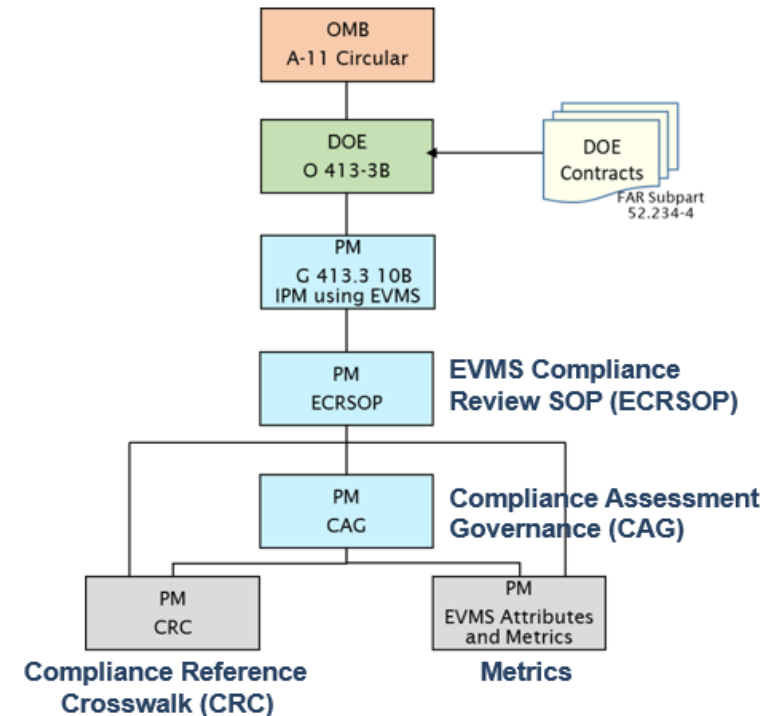 OMB
A-11 Circular
DOE
O 413-3B
DOE
Contracts
FAR Subpart
52.234-4
PM
G 413.3 10B
IPM using EVMS
PM
ECRSOP
EVMS Compliance
Review SOP (ECRSOP)
PM
CAG
Compliance Assessment
Governance (CAG)
PM
CRC
PM
EVMS Attributes
and Metrics
Compliance Reference
Crosswalk (CRC)
Metrics